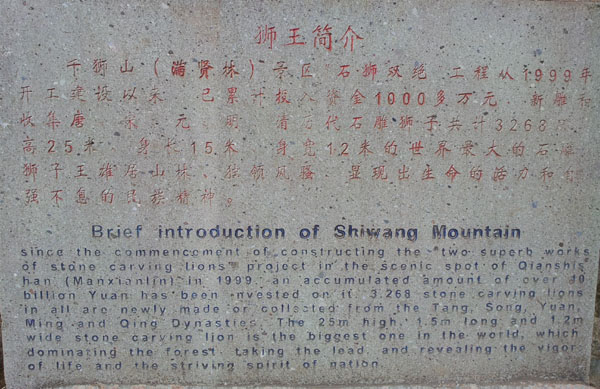 狮王简介
千狮山（满贤林）景区 石狮双绝 工程从1999年
开工建设以来 已累计投入资金1000多万元 新雕和
收集唐 宋 元 明 清历代石雕狮子共计3268
高25米 身长15米 身宽12米的世界最大的石雕
狮子王雄居山林、独领风骚 显现出生命的活力和
强不息的民族精神。
Brief introduction of Shiwang Mountain
since the commencement of constructing the "two superb works
of stone carving lions" project in the scenic spot of Qianshis
han (Manxianlin) in 1999. an accumulated amount of over 10
billion Yuan has been invested on it. 3.268 stone carving lions
in all are newly made or collected from the Tang, Song, Yuan,
Ming and Qing Dynasties. The 25m high, 1.5m long and 1.2m
wide stone carving lion is the biggest one in the world, which
dominating the forest, taking the lead, and revealing the vigor
of life and the striving spirit of nation.